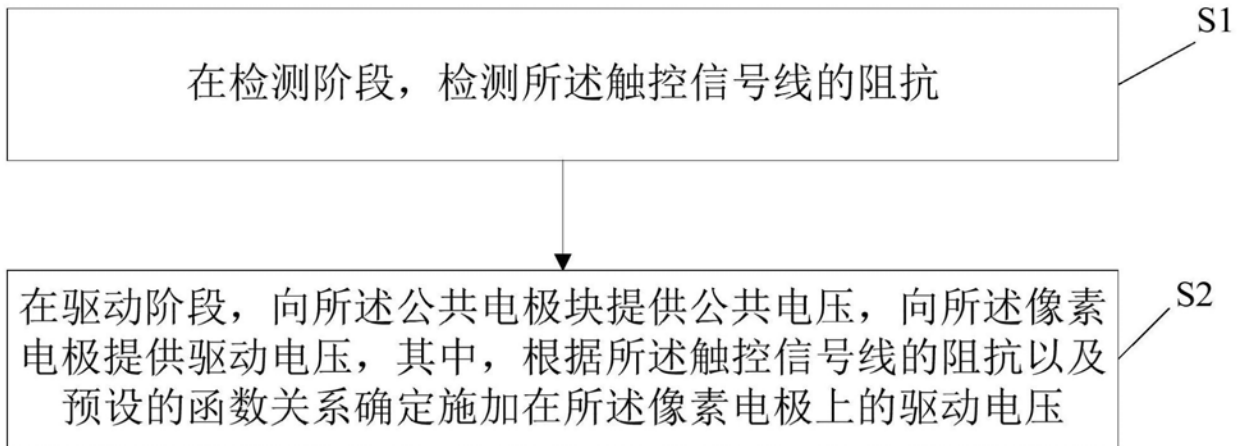 S1
在检测阶段，检测所述触控信号线的阻抗
S2
在驱动阶段，向所述公共电极块提供公共电压，向所述像素
电极提供驱动电压，其中，根据所述触控信号线的阻抗以及
预设的函数关系确定施加在所述像素电极上的驱动电压